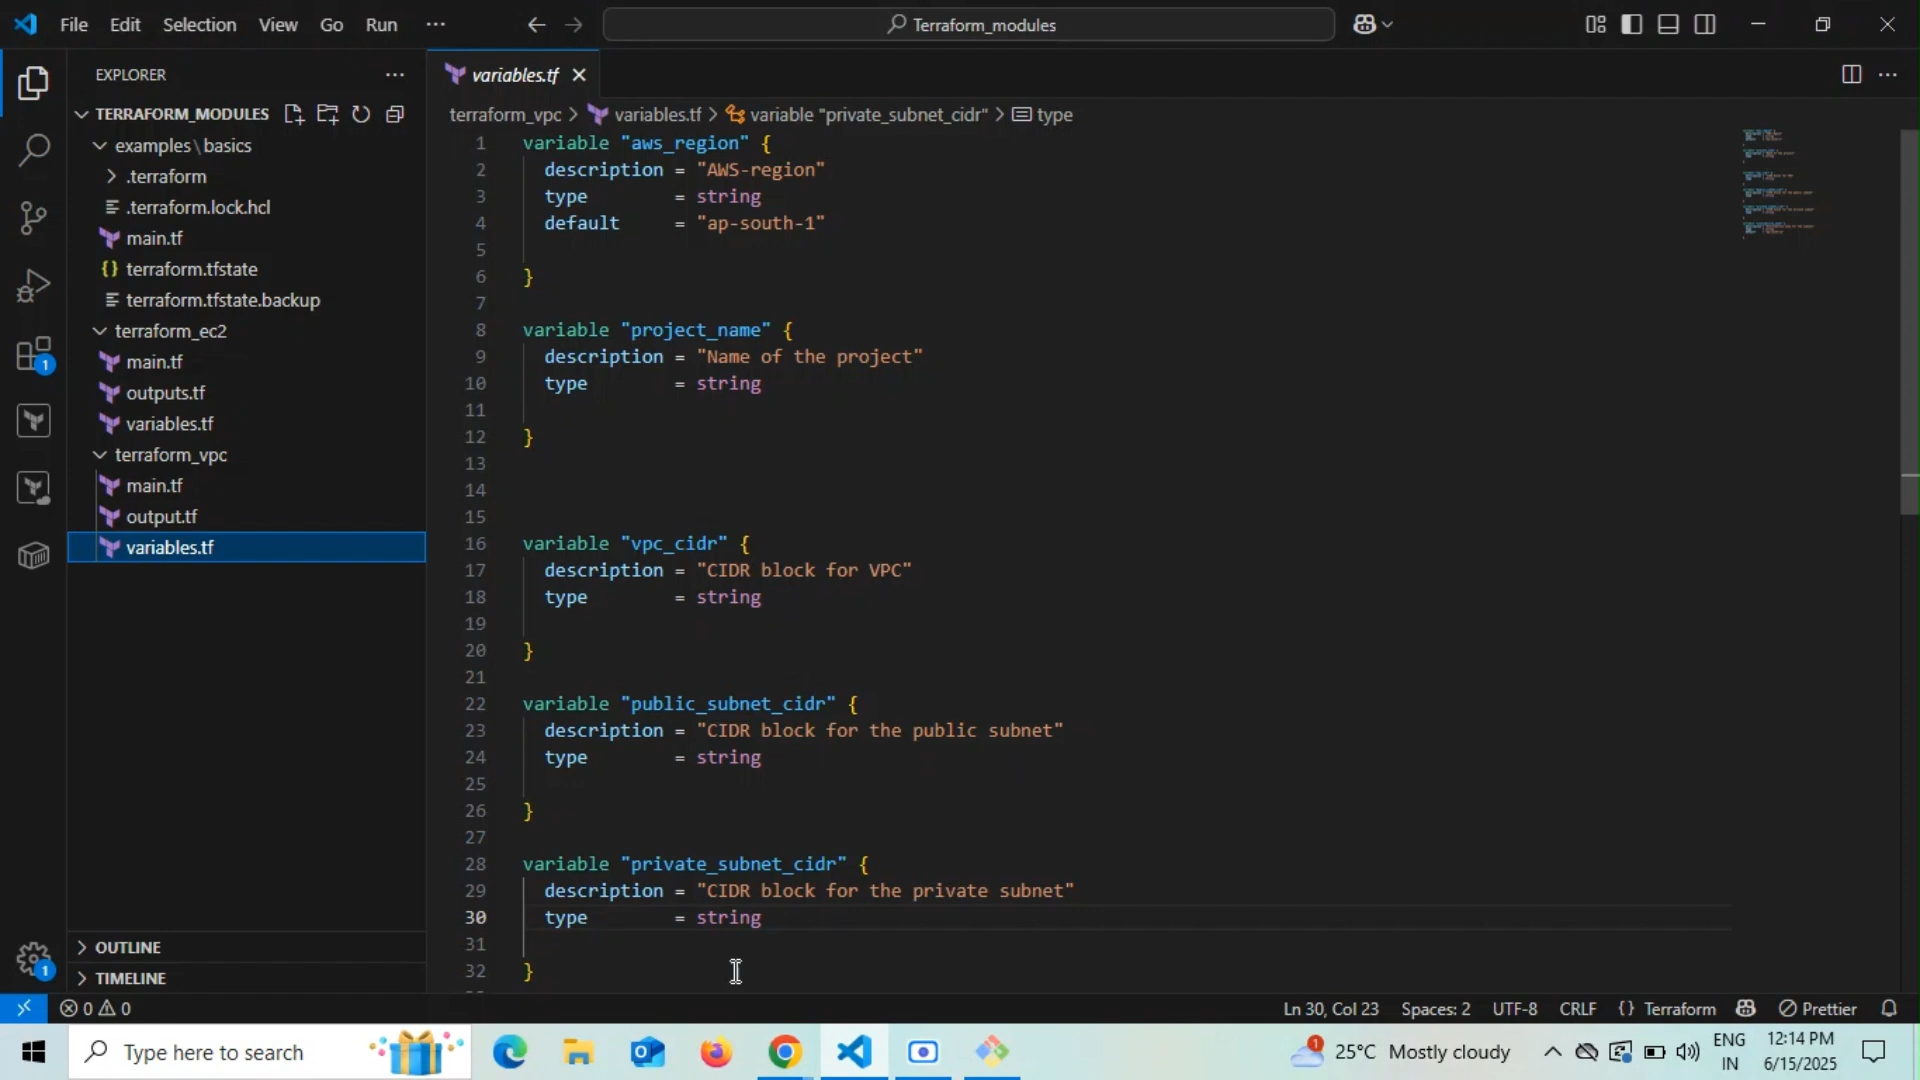 File Edit Selection View Go Run ··· Terraform_modules
EXPLORER ···
TERRAFORM_MODULES
examples\basics
.terraform
.terraform.lock.hcl
main.tf
{} terraform.tfstate
terraform.tfstate.backup
terraform_ec2
main.tf
outputs.tf
variables.tf
terraform_vpc
main.tf
output.tf
variables.tf
OUTLINE
TIMELINE
1
1
variables.tf
terraform_vpc > variables.tf > variable "private_subnet_cidr" > type
1 variable "aws_region" {
2 description = "AWS-region"
3 type = string
4 default = "ap-south-1"
5
6 }
7
8 variable "project_name" {
9 description = "Name of the project"
10 type = string
11
12 }
13
14
15
16 variable "vpc_cidr" {
17 description = "CIDR block for VPC"
18 type = string
19
20 }
21
22 variable "public_subnet_cidr" {
23 description = "CIDR block for the public subnet"
24 type = string
25
26 }
27
28 variable "private_subnet_cidr" {
29 description = "CIDR block for the private subnet"
30 type = string
31
32 }
0 0 Ln 30, Col 23 Spaces: 2 UTF-8 CRLF {} Terraform Prettier
Type here to search 1 25°C Mostly cloudy ENG IN 12:14 PM 6/15/2025